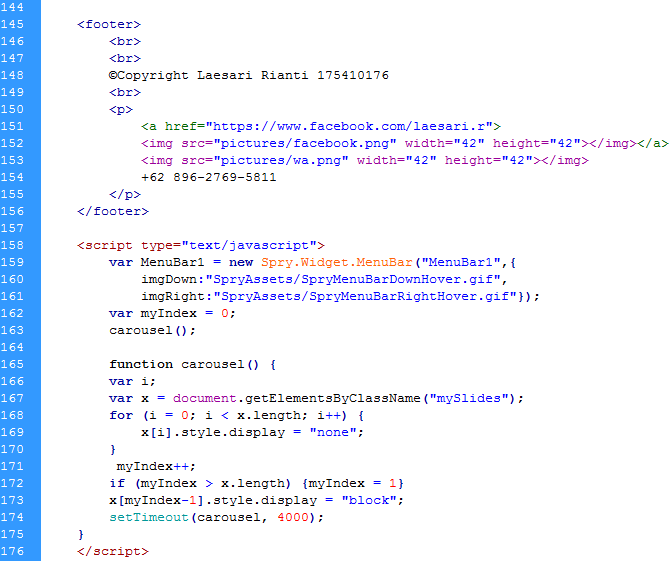 144
145 <footer>
146 <br>
147 <br>
148 ©Copyright Laesari Rianti 175410176
149 <br>
150 <p>
151 <a href="https://www.facebook.com/laesari.r">
152 <img src="pictures/facebook.png" width="42" height="42"></img></a>
153 <img src="pictures/wa.png" width="42" height="42"></img>
154 +62 896-2769-5811
155 </p>
156 </footer>
157
158 <script type="text/javascript">
159 var MenuBar1 = new Spry.Widget.MenuBar("MenuBar1",{
160 imgDown:"SpryAssets/SpryMenuBarDownHover.gif",
161 imgRight:"SpryAssets/SpryMenuBarRightHover.gif"});
162 var myIndex = 0;
163 carousel();
164
165 function carousel() {
166 var i;
167 var x = document.getElementsByClassName("mySlides");
168 for (i = 0; i < x.length; i++) {
169 x[i].style.display = "none";
170 }
171 myIndex++;
172 if (myIndex > x.length) {myIndex = 1}
173 x[myIndex-1].style.display = "block";
174 setTimeout(carousel, 4000);
175 }
176 </script>